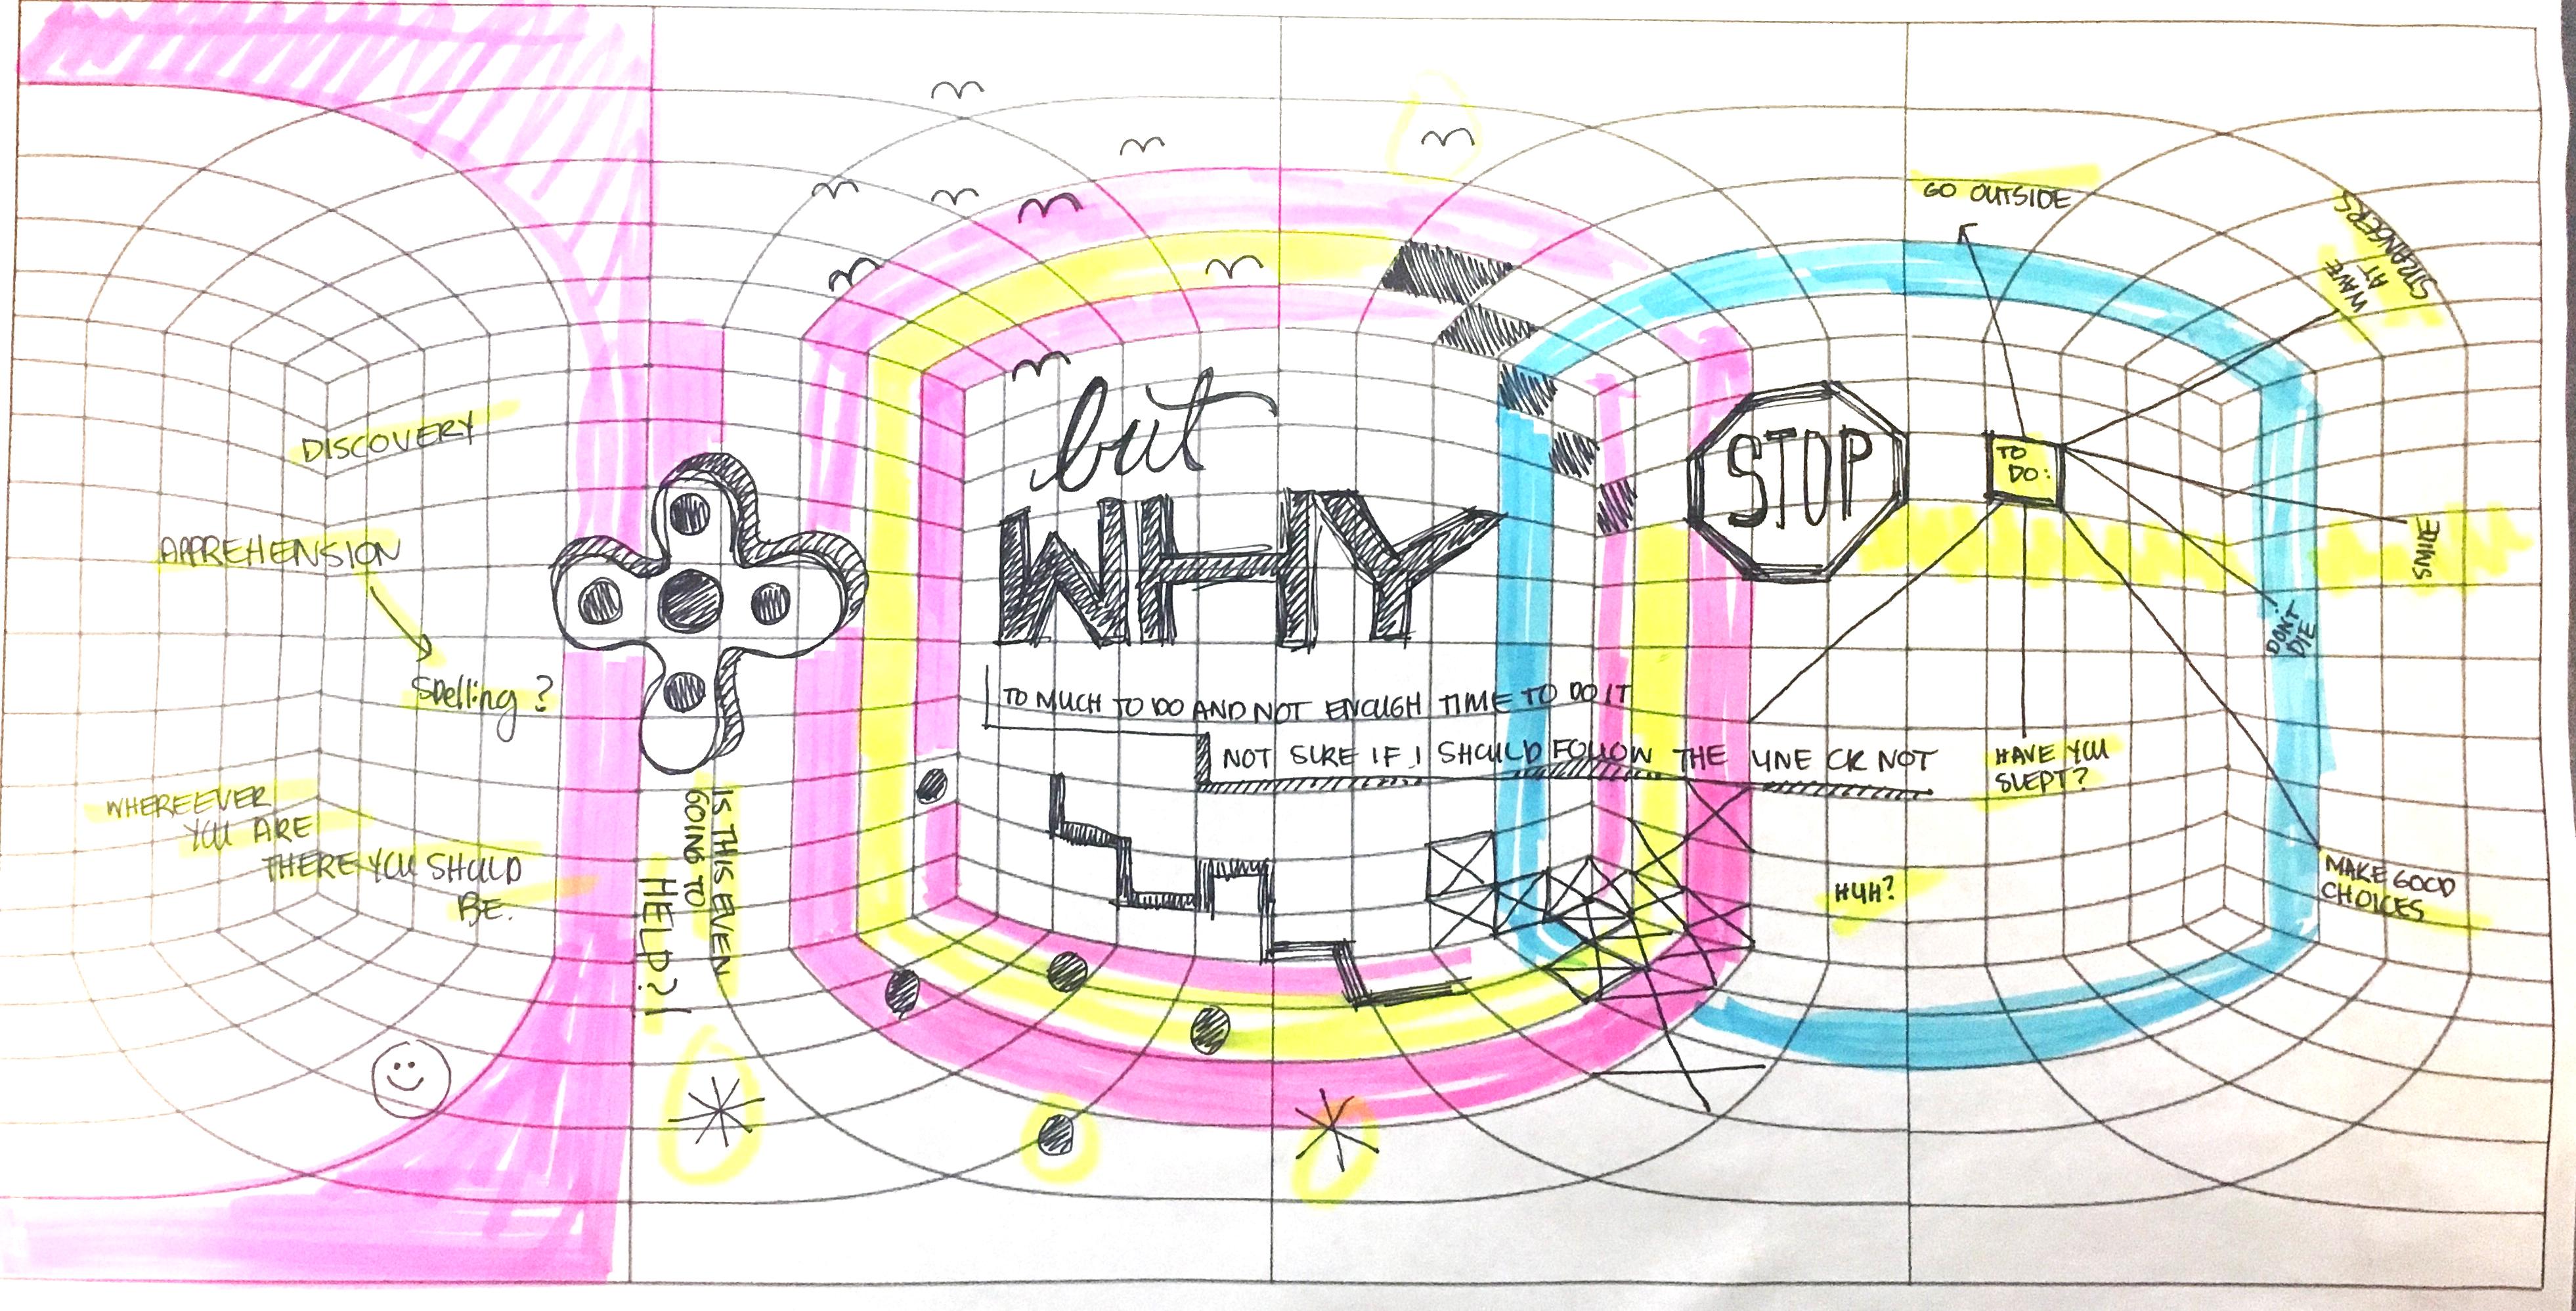 DISCOVERY
APPREHENSION
Spelling?
WHEREEVER
YOU ARE
THERE YOU SHOULD
BE.
IS THIS EVEN
GOING TO
HELP?!
but
WHY
TO MUCH TO DO AND NOT ENOUGH TIME TO DO IT
NOT SURE IF I SHOULD FOLLOW THE LINE OR NOT
STOP
TO
DO:
GO OUTSIDE
WAVE
AT
STRANGERS
SMILE
DON'T
DIE
MAKE GOOD
CHOICES
HAVE YOU
SLEPT?
HUH?